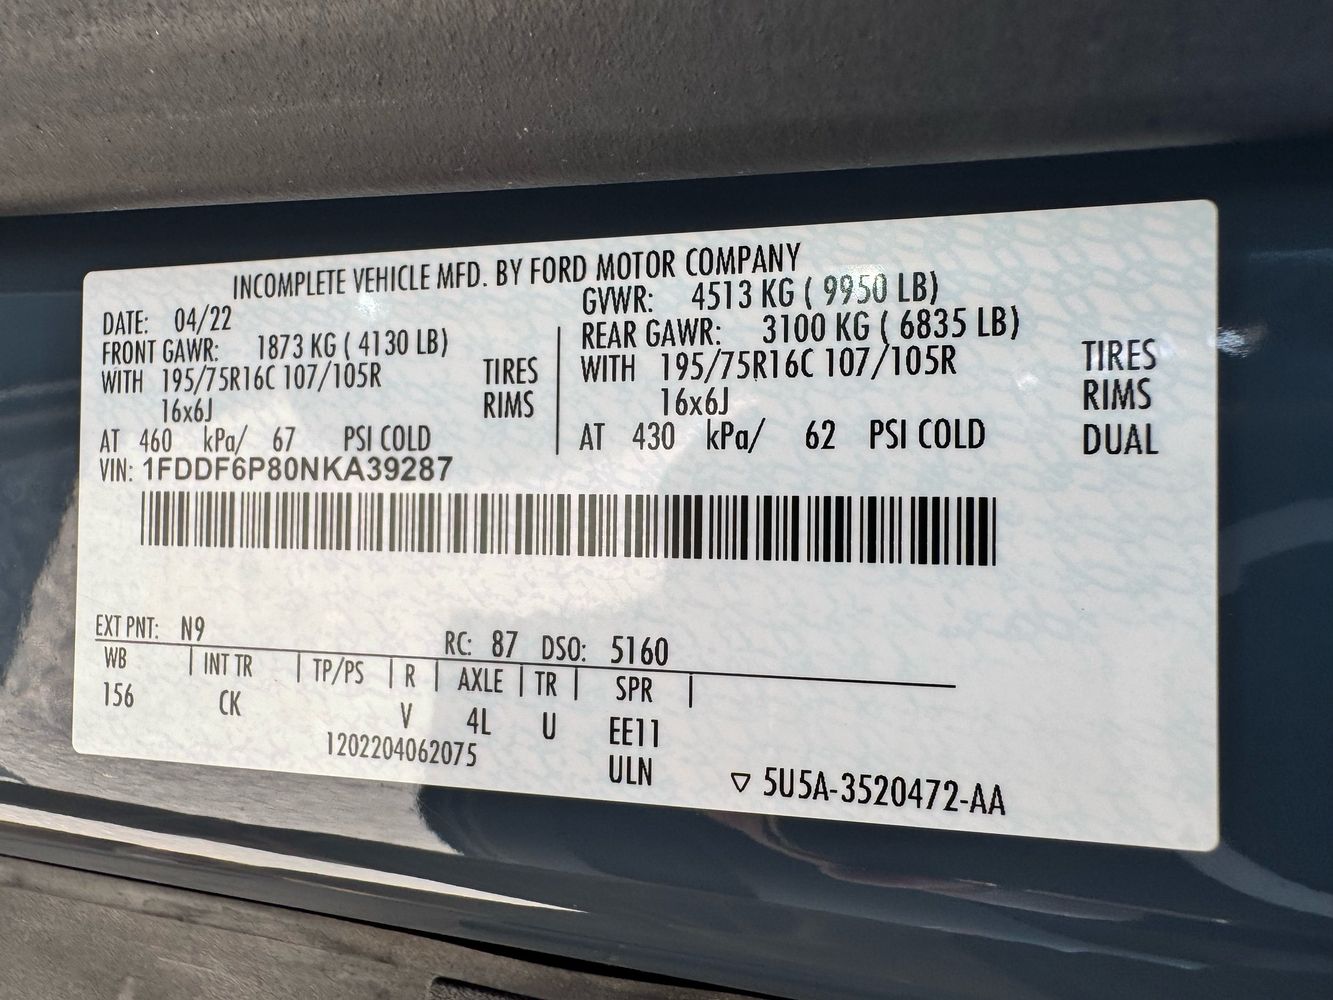 INCOMPLETE VEHICLE MFD. BY FORD MOTOR COMPANY
DATE: 04/22 GVWR: 4513 KG ( 9950 LB)
FRONT GAWR: 1873 KG ( 4130 LB) REAR GAWR: 3100 KG ( 6835 LB)
WITH 195/75R16C 107/105R TIRES WITH 195/75R16C 107/105R TIRES
16x6J RIMS 16x6J RIMS
AT 460 kPa/ 67 PSI COLD AT 430 kPa/ 62 PSI COLD DUAL
VIN: 1FDDF6P80NKA39287
EXT PNT: N9 RC: 87 DSO: 5160
WB | INT TR | TP/PS | R | AXLE | TR | SPR |
156 CK V 4L U EE11
1202204062075 ULN ▽ 5U5A-3520472-AA